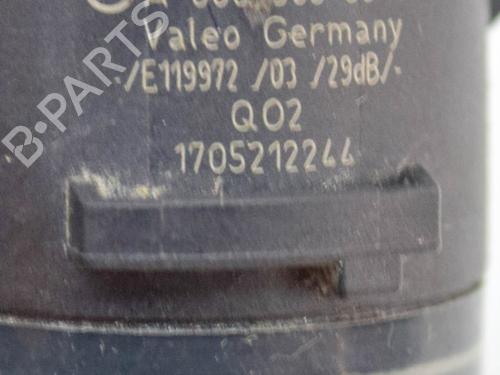 Valeo Germany
-/E119972 /03 /29dB/-
Q02
1705212244
B-PARTS